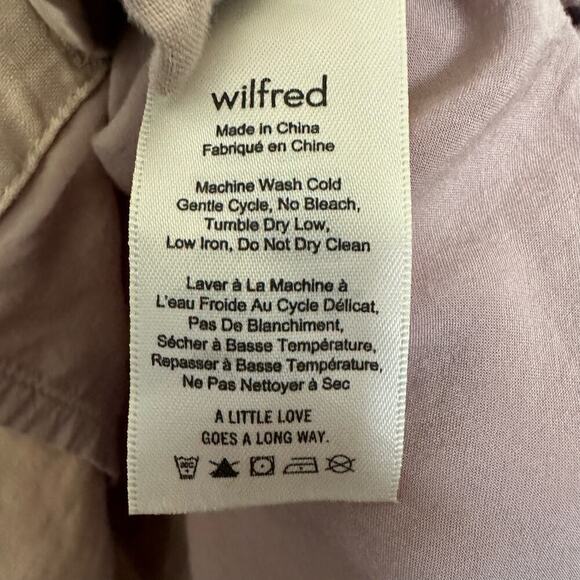 wilfred
Made in China
Fabriqué en Chine
Machine Wash Cold
Gentle Cycle, No Bleach,
Tumble Dry Low,
Low Iron, Do Not Dry Clean
Laver à La Machine à
L'eau Froide Au Cycle Délicat,
Pas De Blanchiment,
Sécher à Basse Température,
Repasser à Basse Température,
Ne Pas Nettoyer à Sec
A LITTLE LOVE
GOES A LONG WAY.